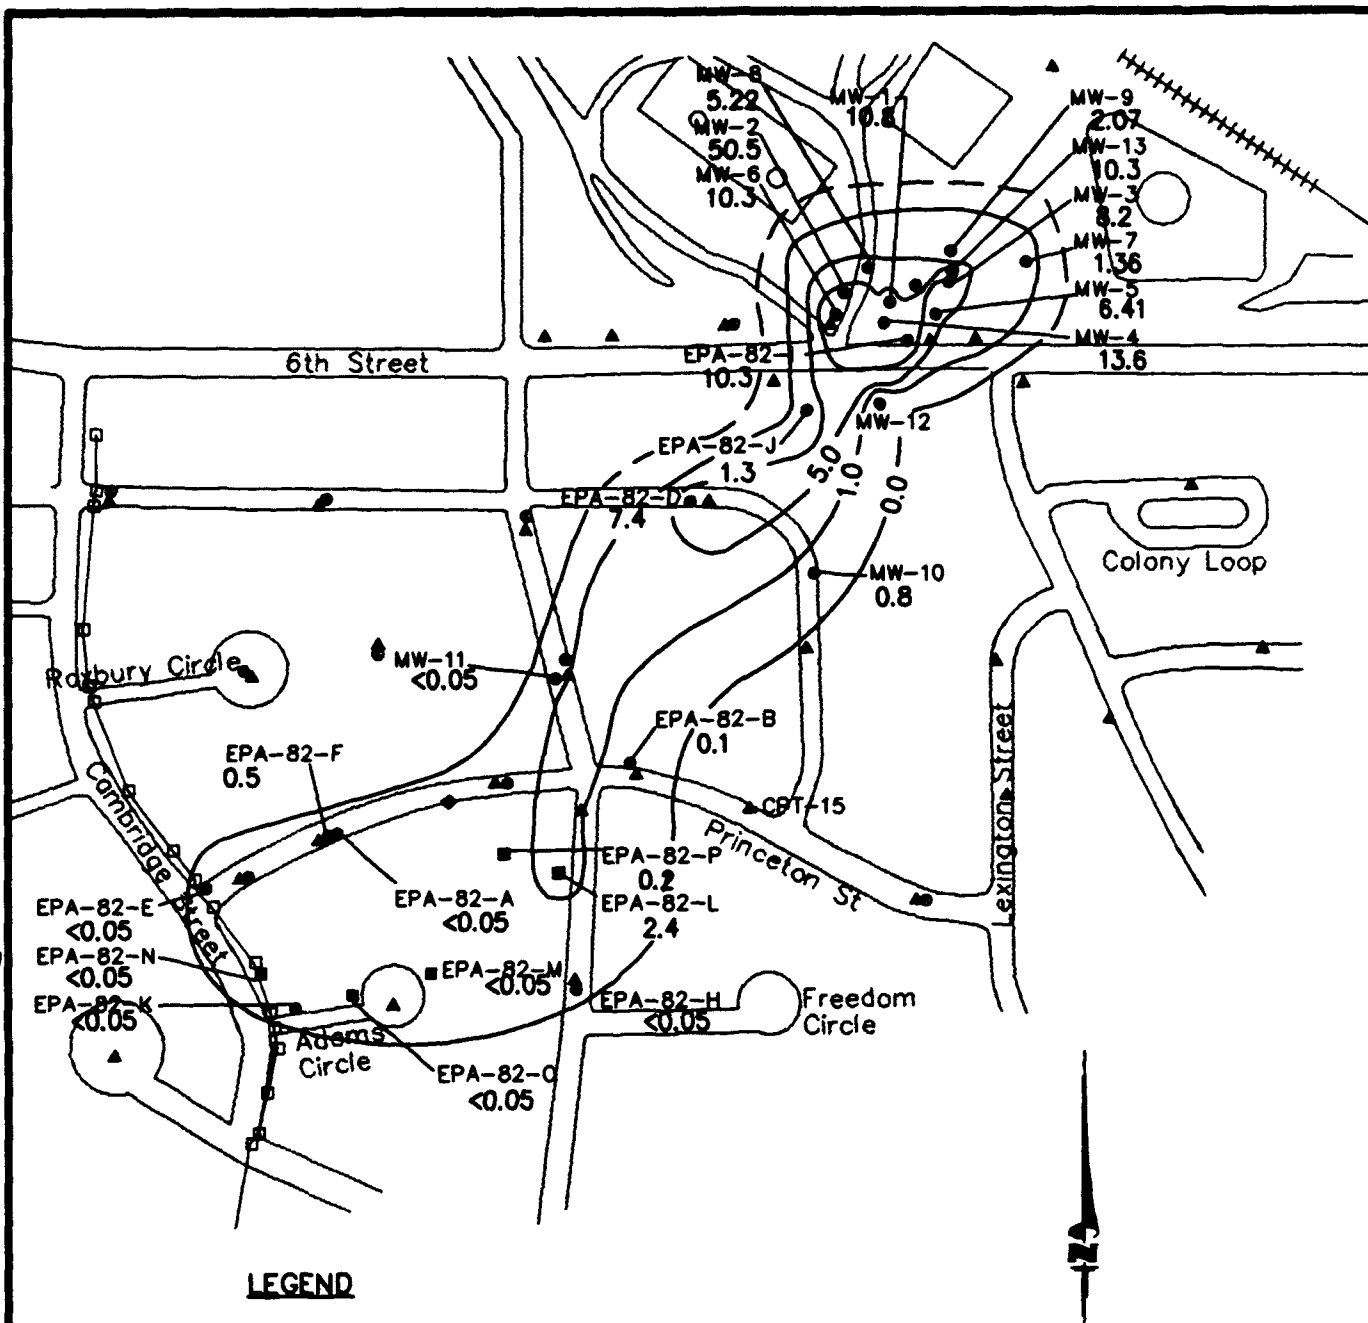 MW-8
5.22
MW-2
50.5
MW-6
10.3
MW-1
10.8
MW-9
2.07
MW-13
10.3
MW-3
8.2
MW-7
1.36
MW-5
6.41
MW-4
13.6
6th Street
EPA-82-I
10.3
MW-12
EPA-82-J
1.3
5.0
1.0
0.0
EPA-82-D
7.4
Colony Loop
MW-10
0.8
Roxbury Circle
MW-11
<0.05
EPA-82-B
0.1
EPA-82-F
0.5
Cambridge Street
CPT-15
Princeton St
Lexington Street
EPA-82-P
0.2
EPA-82-A
<0.05
EPA-82-L
2.4
EPA-82-E
<0.05
EPA-82-N
<0.05
EPA-82-M
<0.05
EPA-82-K
<0.05
EPA-82-H
<0.05
Freedom
Circle
Adams
Circle
EPA-82-O
<0.05
N
LEGEND